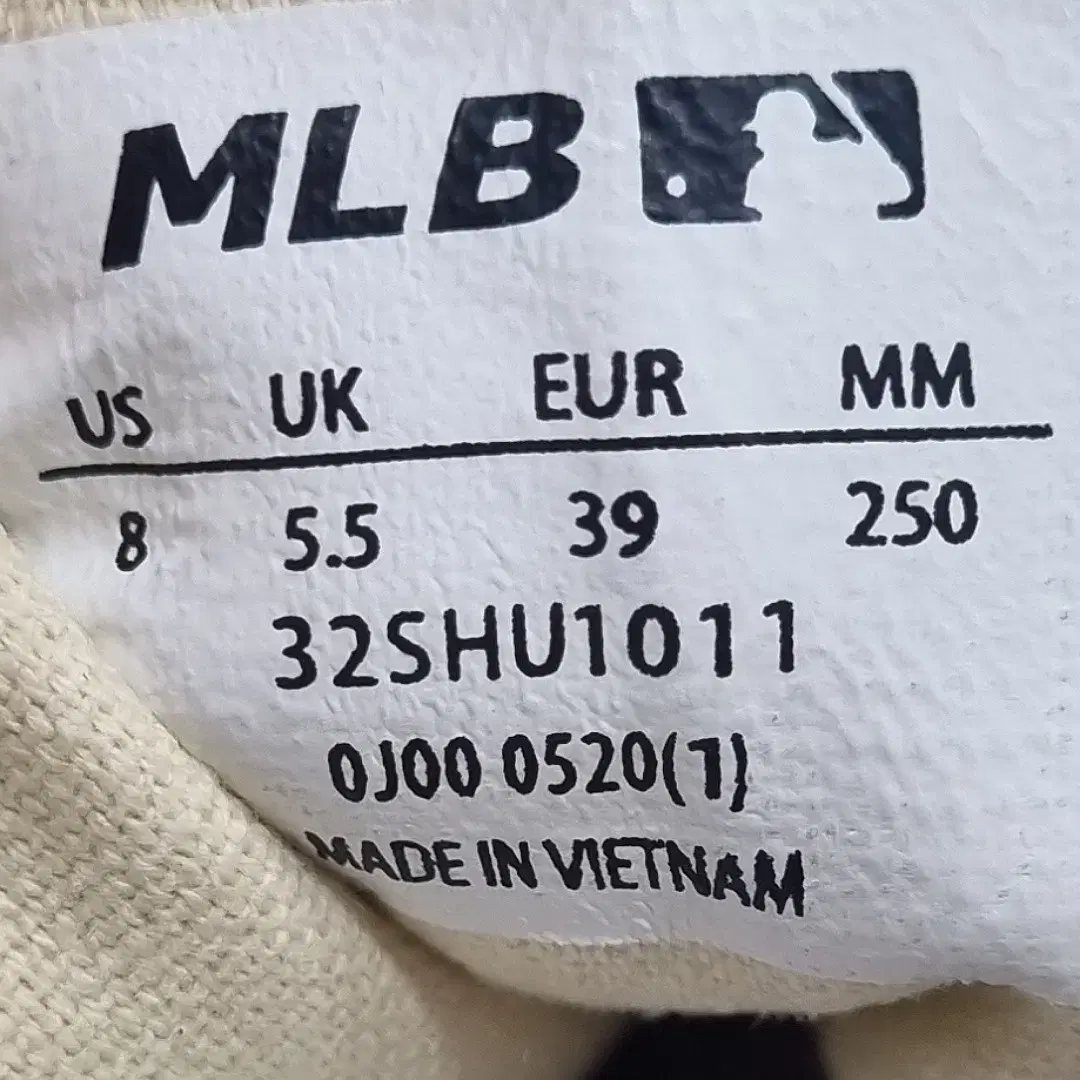 MLB
US UK EUR MM
8 5.5 39 250
32SHU1011
0J00 0520(1)
MADE IN VIETNAM